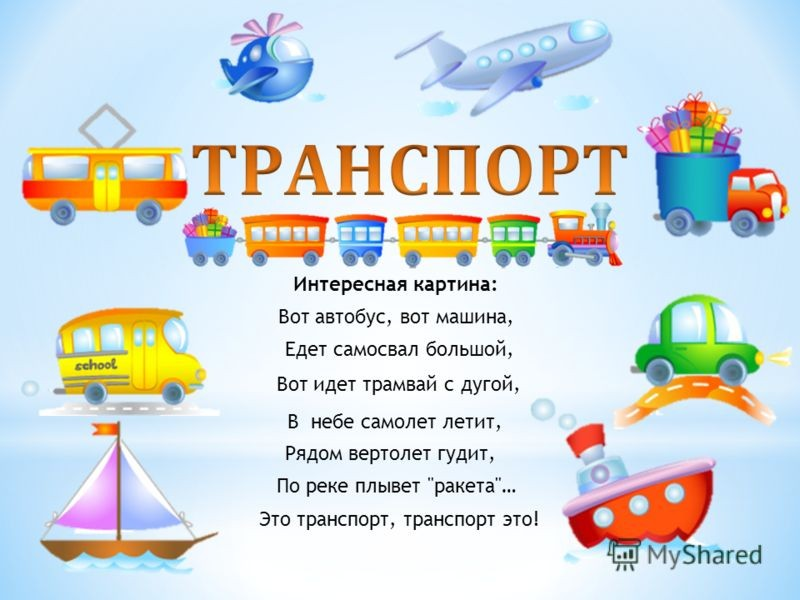 ТРАНСПОРТ
Интересная картина:
Вот автобус, вот машина,
Едет самосвал большой,
Вот идет трамвай с дугой,
В небе самолет летит,
Рядом вертолет гудит,
По реке плывет "ракета"…
Это транспорт, транспорт это!
school
MyShared